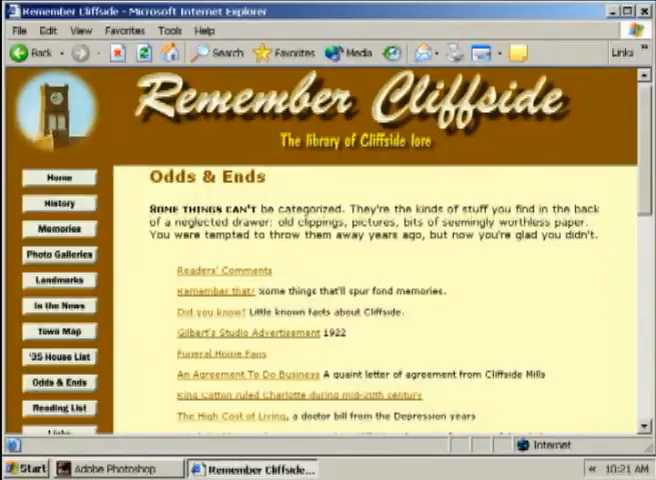 Remember Cliffside - Microsoft Internet Explorer
File Edit View Favorites Tools Help
Back Search Favorites Media Links »
Remember Cliffside
The library of Cliffside lore
Home
History
Memories
Photo Galleries
Landmarks
In the News
Town Map
'35 House List
Odds & Ends
Reading List
Links
Odds & Ends
SOME THINGS CAN'T be categorized. They're the kinds of stuff you find in the back
of a neglected drawer: old clippings, pictures, bits of seemingly worthless paper.
You were tempted to throw them away years ago, but now you're glad you didn't.
Readers' Comments
Remember that? Some things that'll spur fond memories.
Did you know? Little known facts about Cliffside.
Gilbert's Studio Advertisement 1922
Funeral Home Fans
An Agreement To Do Business A quaint letter of agreement from Cliffside Mills
King Cotton ruled Charlotte during mid-20th century
The High Cost of Living, a doctor bill from the Depression years
Internet
Start Adobe Photoshop Remember Cliffside... « 10:21 AM